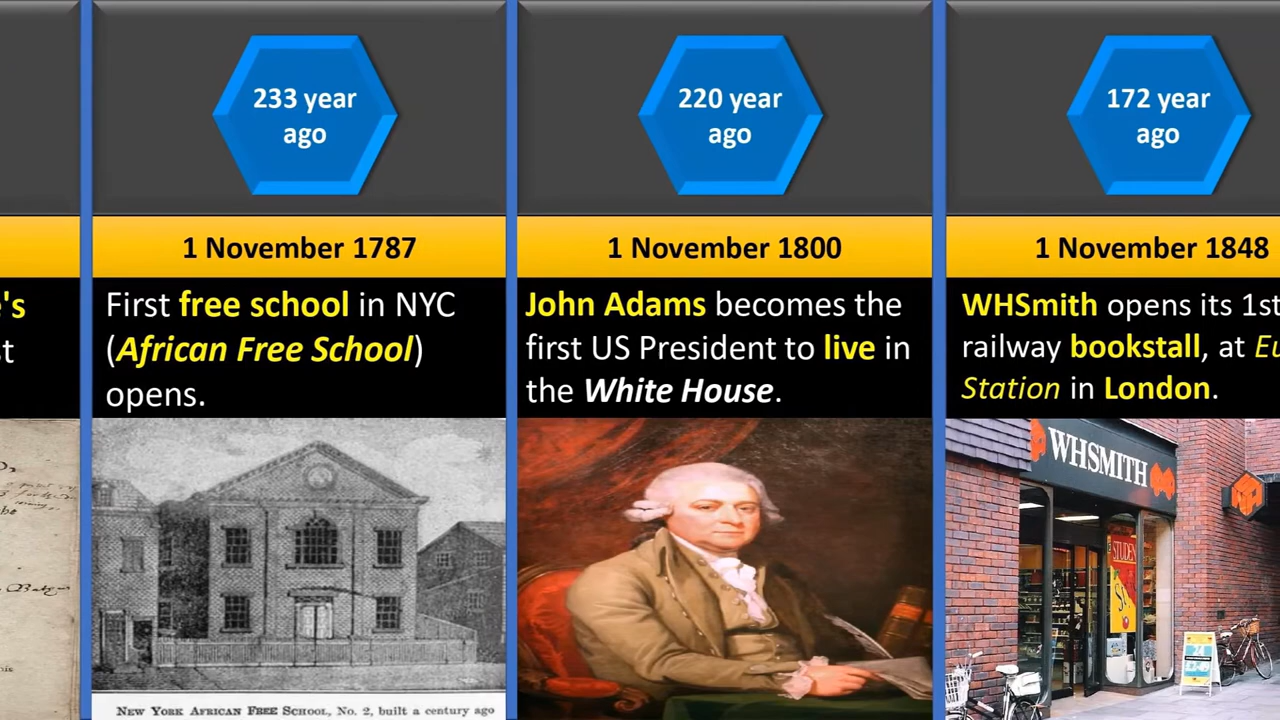 233 year
ago
220 year
ago
172 year
ago
1 November 1787
1 November 1800
1 November 1848
e's
st
First free school in NYC
(African Free School)
opens.
John Adams becomes the
first US President to live in
the White House.
WHSmith opens its 1st
railway bookstall, at Eu
Station in London.
WHSMITH
STUDEN
NEW YORK AFRICAN FREE SCHOOL, No. 2, built a century ago